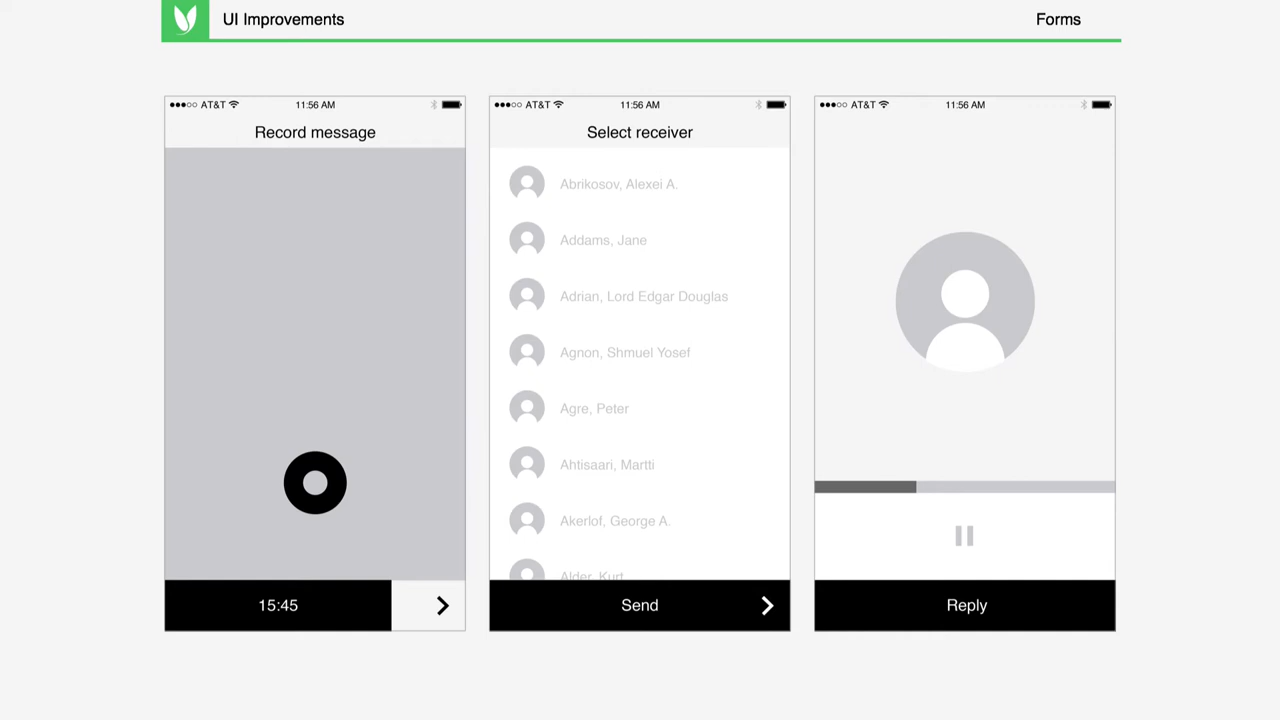 UI Improvements
Forms
AT&T 11:56 AM
Record message
15:45
AT&T 11:56 AM
Select receiver
Abrikosov, Alexei A.
Addams, Jane
Adrian, Lord Edgar Douglas
Agnon, Shmuel Yosef
Agre, Peter
Ahtisaari, Martti
Akerlof, George A.
Alder, Kurt
Send
AT&T 11:56 AM
Reply